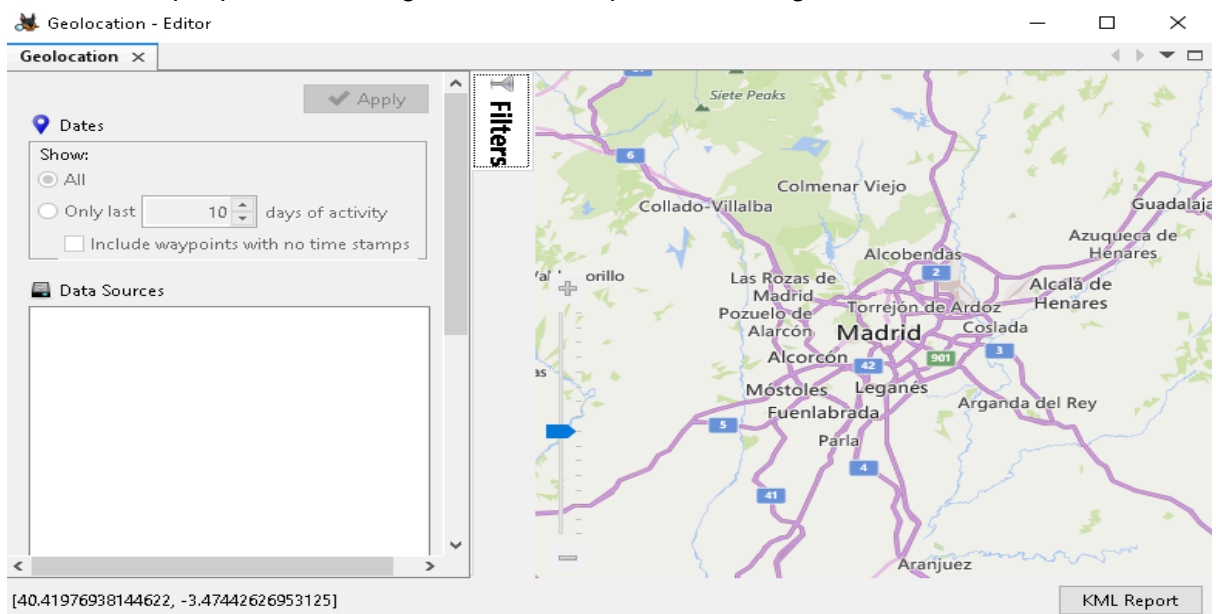 Geolocation - Editor
Geolocation
Apply
Dates
Show:
All
Only last 10 days of activity
Include waypoints with no time stamps
Data Sources
Filters
Siete Peaks
6
Colmenar Viejo
Collado-Villalba
Guadalaja
Azuqueca de
Henares
Alcobendas
2
orillo
Las Rozas de
Madrid
Alcalá de
Henares
Pozuelo de
Alarcón
Torrejón de Ardoz
Madrid
Coslada
Alcorcón
42
901
3
as
Móstoles
Leganés
Arganda del Rey
Fuenlabrada
5
Parla
4
41
Aranjuez
[40.41976938144622, -3.47442626953125]
KML Report